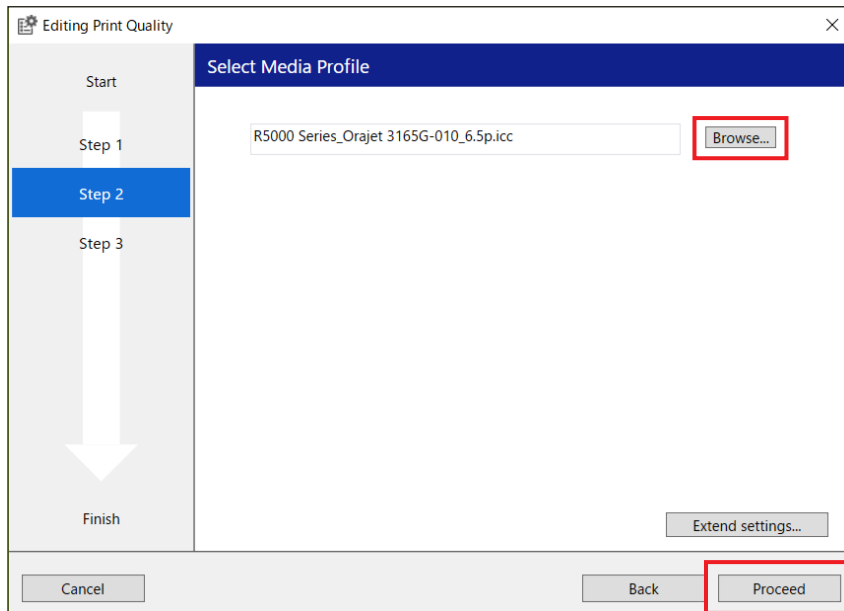 Editing Print Quality
Start
Step 1
Step 2
Step 3
Finish
Select Media Profile
R5000 Series_Orajet 3165G-010_6.5p.icc
Browse...
Extend settings...
Cancel
Back
Proceed